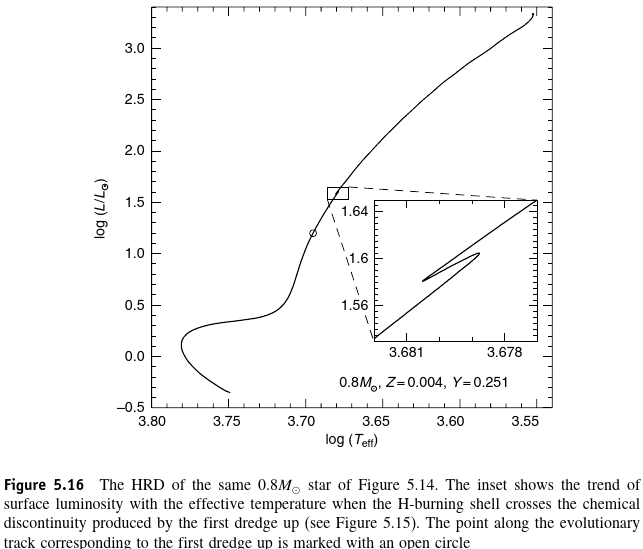 3.0
2.5
2.0
1.5
1.0
0.5
0.0
−0.5
log (L/L⊙)
1.64
1.6
1.56
3.681 3.678
0.8M⊙, Z=0.004, Y=0.251
3.80 3.75 3.70 3.65 3.60 3.55
log (Teff)
Figure 5.16 The HRD of the same 0.8M⊙ star of Figure 5.14. The inset shows the trend of
surface luminosity with the effective temperature when the H-burning shell crosses the chemical
discontinuity produced by the first dredge up (see Figure 5.15). The point along the evolutionary
track corresponding to the first dredge up is marked with an open circle